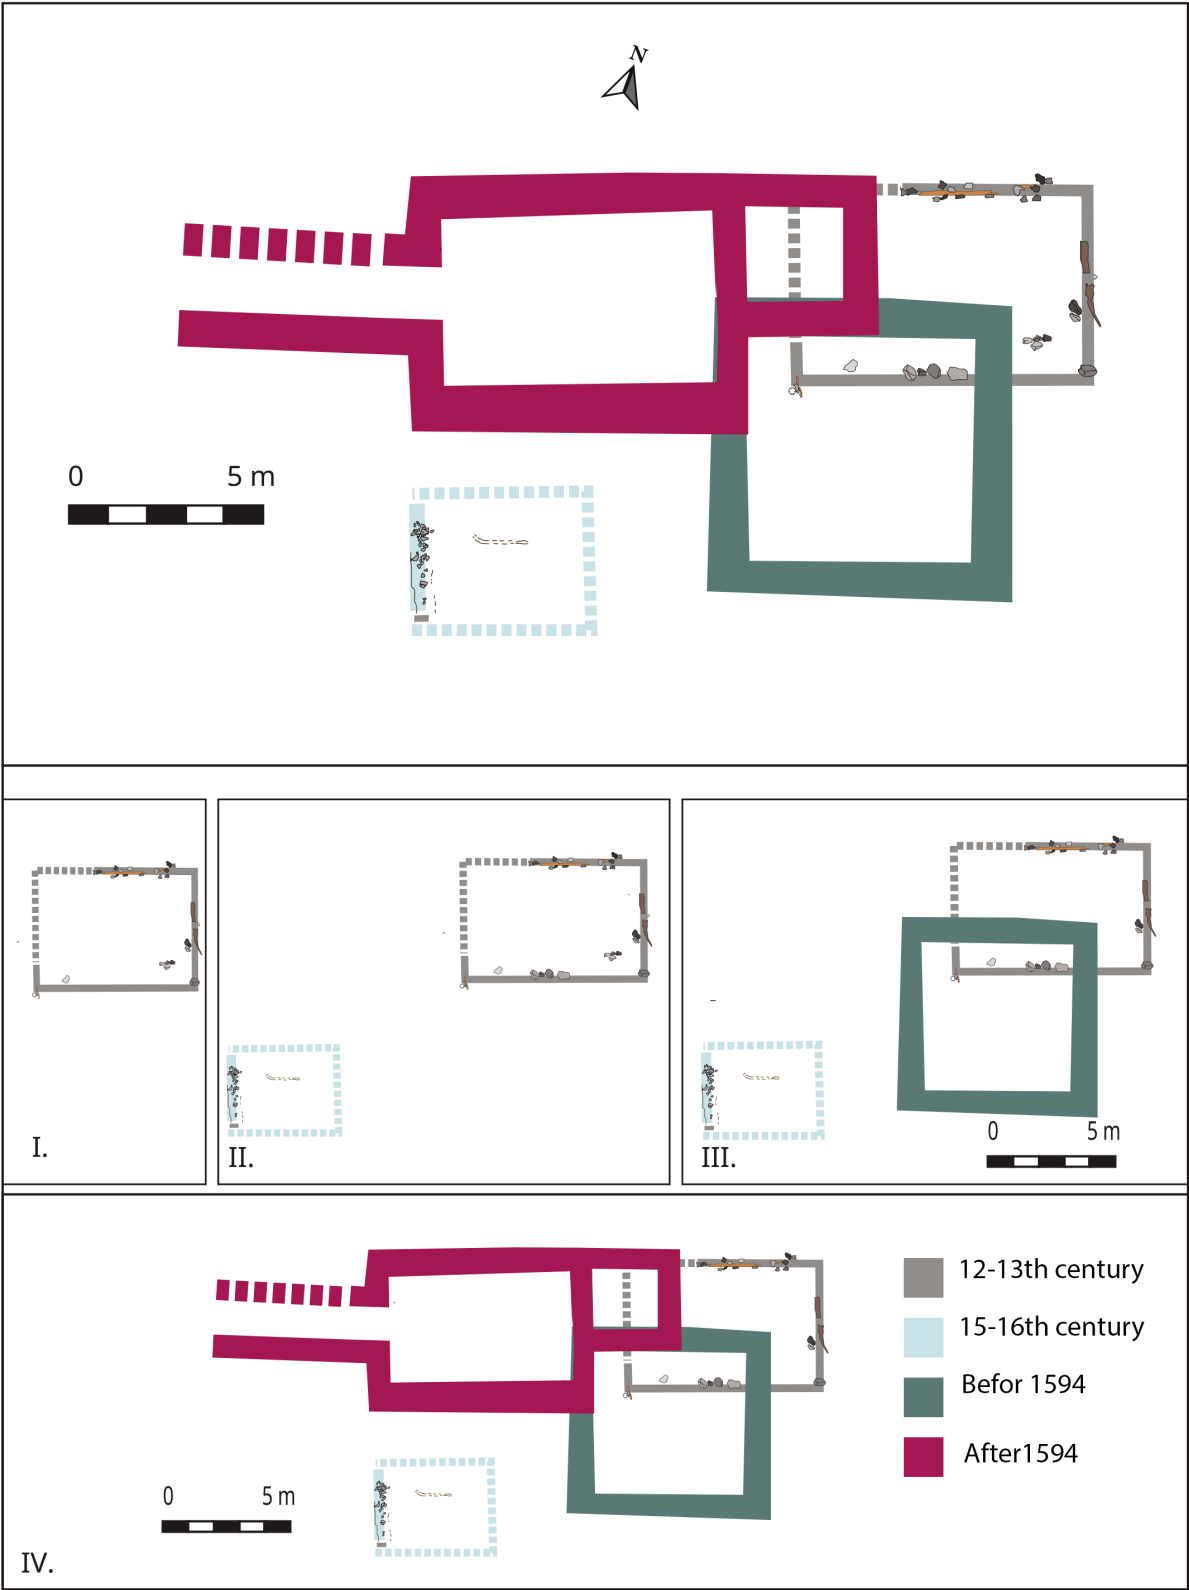 N
0 5 m
I.
II.
III.
0 5 m
12-13th century
15-16th century
Befor 1594
After1594
0 5 m
IV.